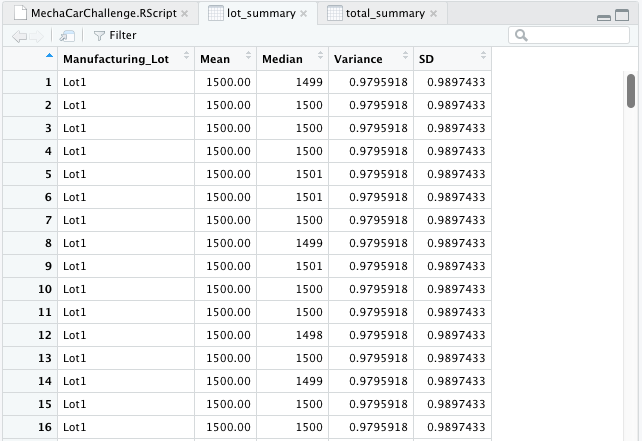 MechaCarChallenge.RScript × lot_summary × total_summary ×
Filter
Manufacturing_Lot Mean Median Variance SD
1 Lot1 1500.00 1499 0.9795918 0.9897433
2 Lot1 1500.00 1500 0.9795918 0.9897433
3 Lot1 1500.00 1500 0.9795918 0.9897433
4 Lot1 1500.00 1500 0.9795918 0.9897433
5 Lot1 1500.00 1501 0.9795918 0.9897433
6 Lot1 1500.00 1501 0.9795918 0.9897433
7 Lot1 1500.00 1500 0.9795918 0.9897433
8 Lot1 1500.00 1499 0.9795918 0.9897433
9 Lot1 1500.00 1501 0.9795918 0.9897433
10 Lot1 1500.00 1500 0.9795918 0.9897433
11 Lot1 1500.00 1500 0.9795918 0.9897433
12 Lot1 1500.00 1498 0.9795918 0.9897433
13 Lot1 1500.00 1500 0.9795918 0.9897433
14 Lot1 1500.00 1499 0.9795918 0.9897433
15 Lot1 1500.00 1500 0.9795918 0.9897433
16 Lot1 1500.00 1500 0.9795918 0.9897433